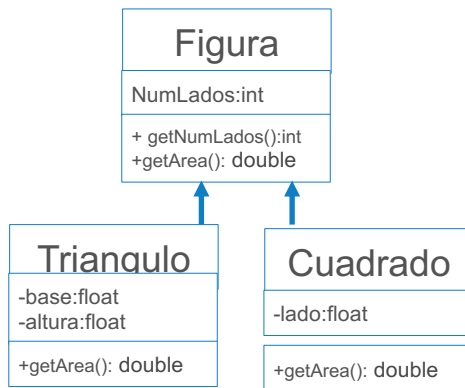 Figura
NumLados:int
+ getNumLados():int
+getArea(): double
Triangulo
-base:float
-altura:float
+getArea(): double
Cuadrado
-lado:float
+getArea(): double